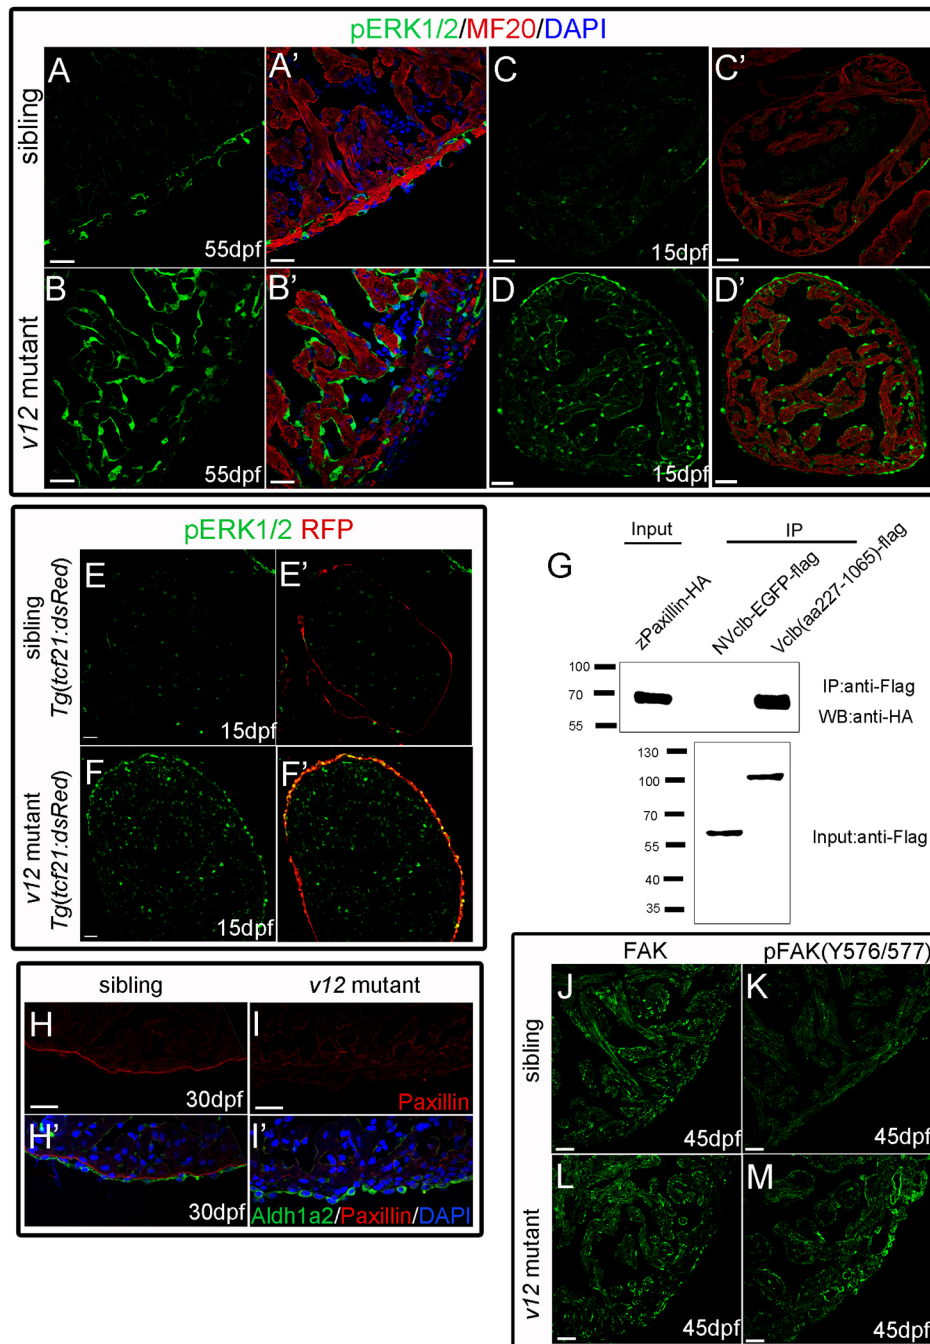 pERK1/2/MF20/DAPI
sibling
A
A'
C
C'
55dpf
15dpf
v12 mutant
B
B'
D
D'
55dpf
15dpf
pERK1/2 RFP
sibling
Tg(tcf21:dsRed)
E
E'
15dpf
v12 mutant
Tg(tcf21:dsRed)
F
F'
15dpf
G
Input
IP
zPaxillin-HA
NVclb-EGFP-flag
Vclb(aa227-1065)-flag
100
70
55
IP:anti-Flag
WB:anti-HA
130
100
70
55
40
35
Input:anti-Flag
sibling
v12 mutant
H
I
30dpf
Paxillin
H'
I'
30dpf
Aldh1a2/Paxillin/DAPI
FAK
pFAK(Y576/577)
sibling
J
K
45dpf
45dpf
v12 mutant
L
M
45dpf
45dpf